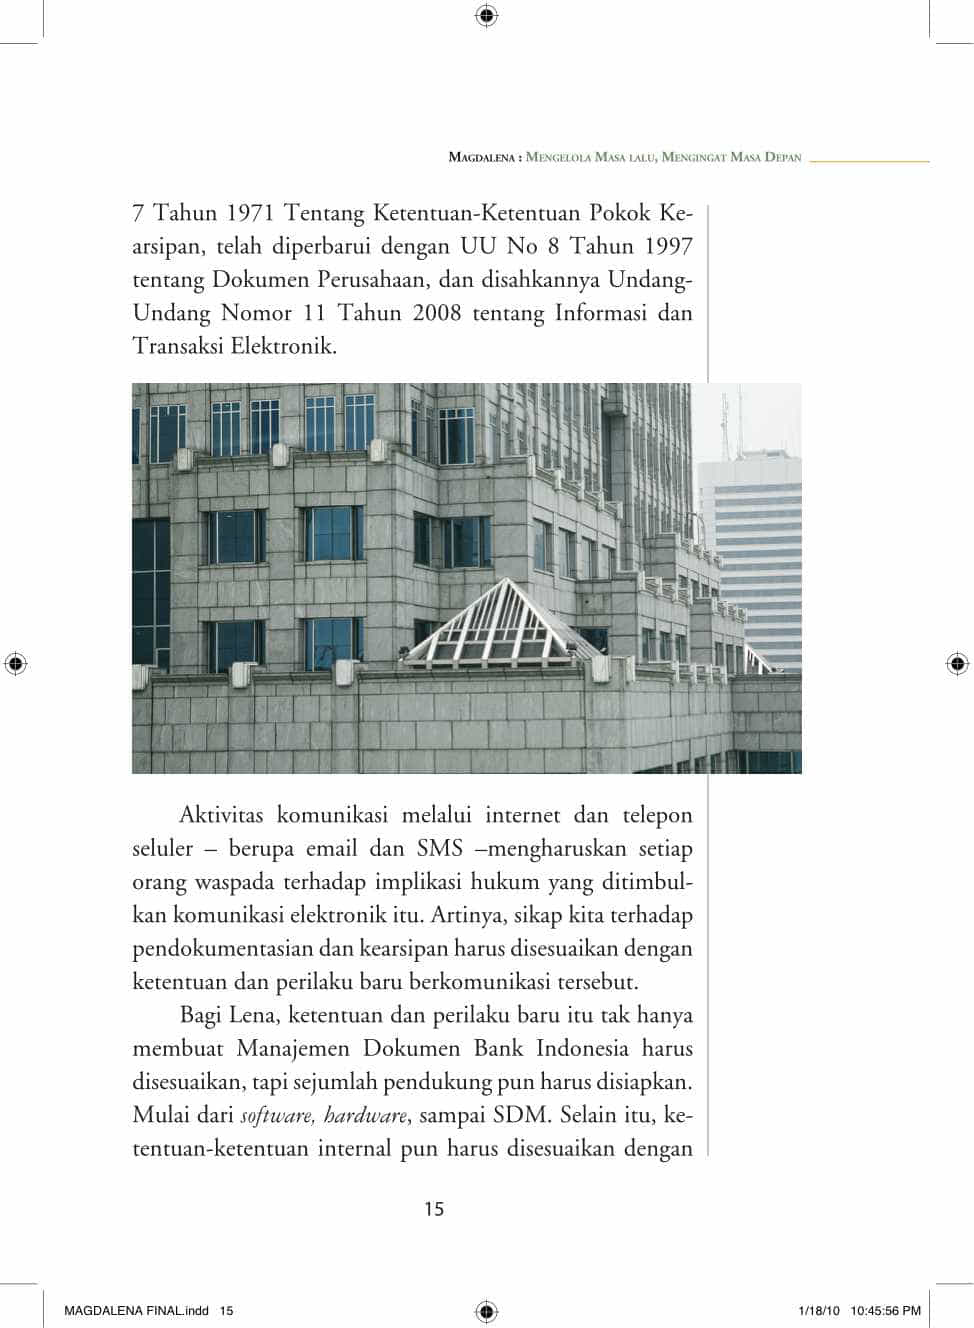 Magdalena : Mengelola Masa lalu, Mengingat Masa Depan
7 Tahun 1971 Tentang Ketentuan-Ketentuan Pokok Ke-
arsipan, telah diperbarui dengan UU No 8 Tahun 1997
tentang Dokumen Perusahaan, dan disahkannya Undang-
Undang Nomor 11 Tahun 2008 tentang Informasi dan
Transaksi Elektronik.
Aktivitas komunikasi melalui internet dan telepon
seluler – berupa email dan SMS –mengharuskan setiap
orang waspada terhadap implikasi hukum yang ditimbul-
kan komunikasi elektronik itu. Artinya, sikap kita terhadap
pendokumentasian dan kearsipan harus disesuaikan dengan
ketentuan dan perilaku baru berkomunikasi tersebut.
Bagi Lena, ketentuan dan perilaku baru itu tak hanya
membuat Manajemen Dokumen Bank Indonesia harus
disesuaikan, tapi sejumlah pendukung pun harus disiapkan.
Mulai dari software, hardware, sampai SDM. Selain itu, ke-
tentuan-ketentuan internal pun harus disesuaikan dengan
15
MAGDALENA FINAL.indd 15
1/18/10 10:45:56 PM